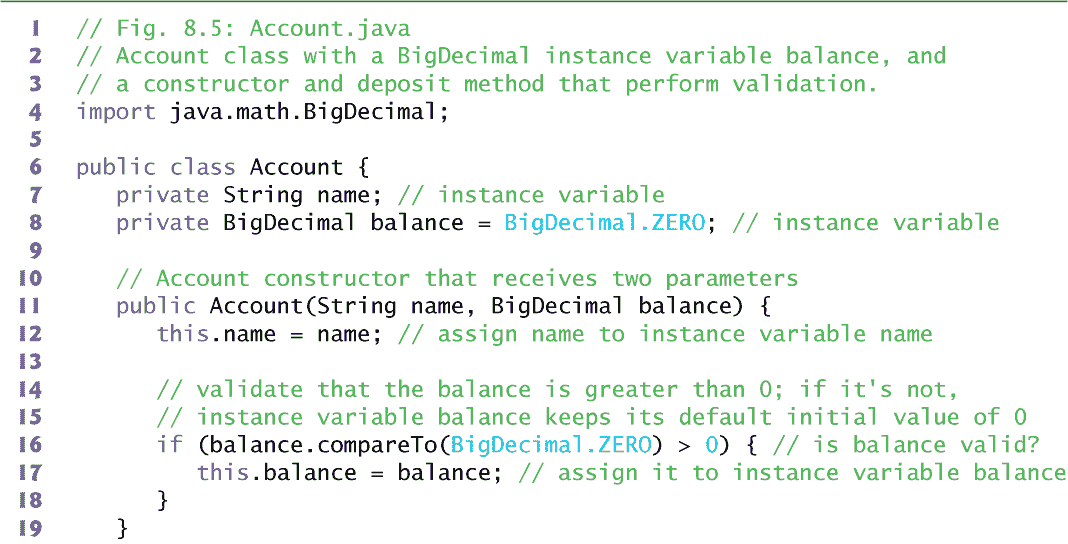 1 // Fig. 8.5: Account.java
2 // Account class with a BigDecimal instance variable balance, and
3 // a constructor and deposit method that perform validation.
4 import java.math.BigDecimal;
5
6 public class Account {
7    private String name; // instance variable
8    private BigDecimal balance = BigDecimal.ZERO; // instance variable
9
10    // Account constructor that receives two parameters
11    public Account(String name, BigDecimal balance) {
12       this.name = name; // assign name to instance variable name
13
14       // validate that the balance is greater than 0; if it's not,
15       // instance variable balance keeps its default initial value of 0
16       if (balance.compareTo(BigDecimal.ZERO) > 0) { // is balance valid?
17          this.balance = balance; // assign it to instance variable balance
18       }
19    }